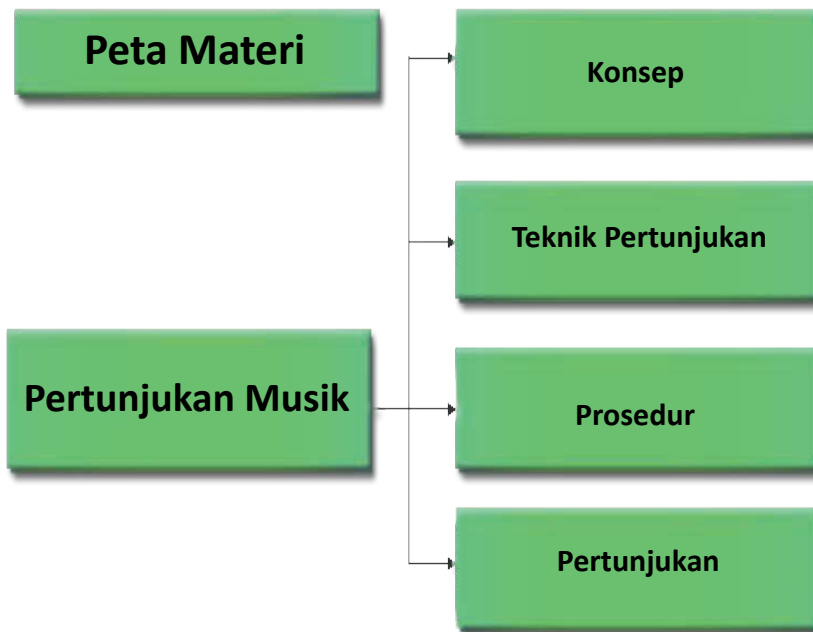 Peta Materi
Konsep
Teknik Pertunjukan
Pertunjukan Musik
Prosedur
Pertunjukan